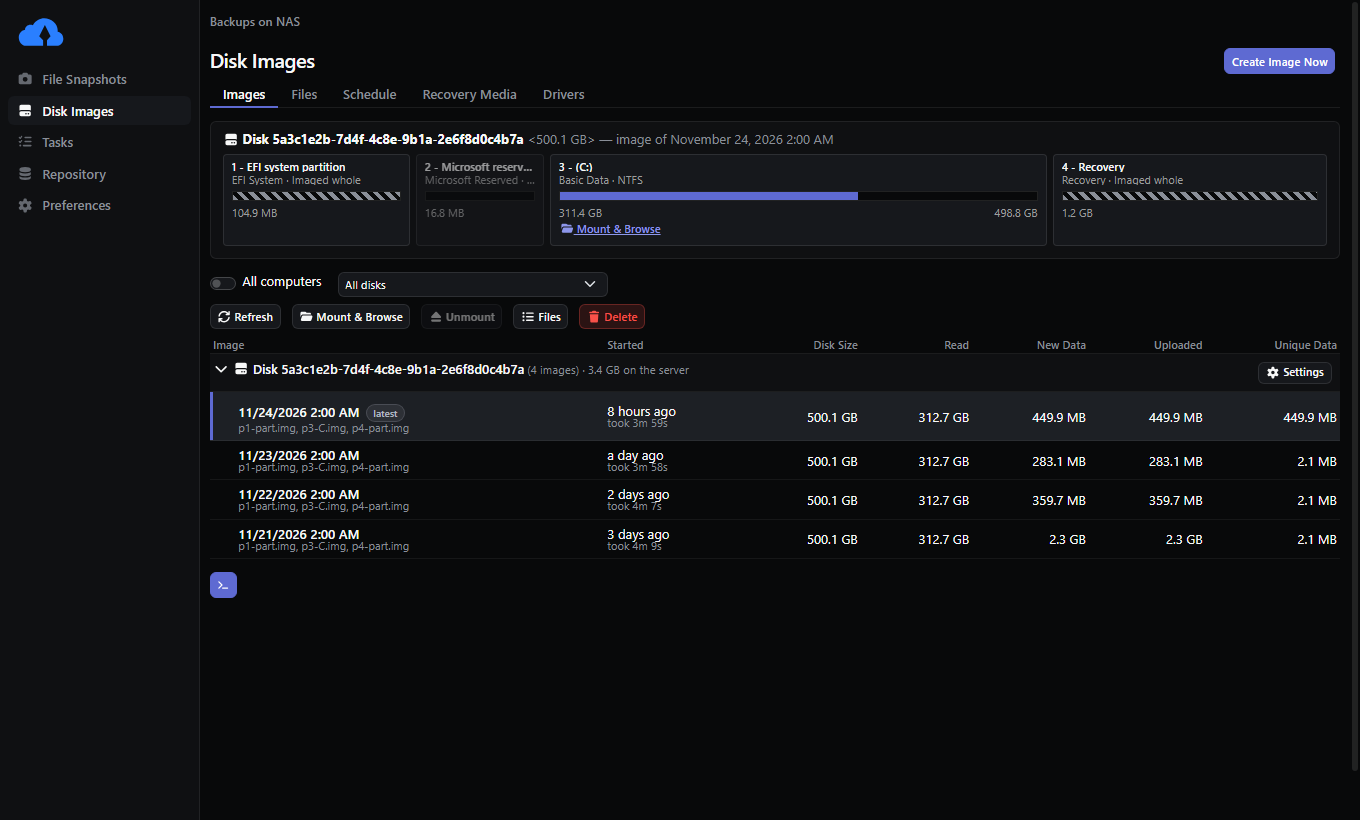 Backups on NAS
File Snapshots
Disk Images
Tasks
Repository
Preferences
Disk Images
Create Image Now
Images Files Schedule Recovery Media Drivers
Disk 5a3c1e2b-7d4f-4c8e-9b1a-2e6f8d0c4b7a <500.1 GB> — image of November 24, 2026 2:00 AM
1 - EFI system partition
EFI System · Imaged whole
104.9 MB
2 - Microsoft reserv...
Microsoft Reserved · ...
16.8 MB
3 - (C:)
Basic Data · NTFS
311.4 GB 498.8 GB
Mount & Browse
4 - Recovery
Recovery · Imaged whole
1.2 GB
All computers All disks
Refresh Mount & Browse Unmount Files Delete
Image Started Disk Size Read New Data Uploaded Unique Data
Disk 5a3c1e2b-7d4f-4c8e-9b1a-2e6f8d0c4b7a (4 images) · 3.4 GB on the server Settings
11/24/2026 2:00 AM latest 8 hours ago 500.1 GB 312.7 GB 449.9 MB 449.9 MB 449.9 MB
p1-part.img, p3-C.img, p4-part.img took 3m 59s
11/23/2026 2:00 AM a day ago 500.1 GB 312.7 GB 283.1 MB 283.1 MB 2.1 MB
p1-part.img, p3-C.img, p4-part.img took 3m 58s
11/22/2026 2:00 AM 2 days ago 500.1 GB 312.7 GB 359.7 MB 359.7 MB 2.1 MB
p1-part.img, p3-C.img, p4-part.img took 4m 7s
11/21/2026 2:00 AM 3 days ago 500.1 GB 312.7 GB 2.3 GB 2.3 GB 2.1 MB
p1-part.img, p3-C.img, p4-part.img took 4m 9s